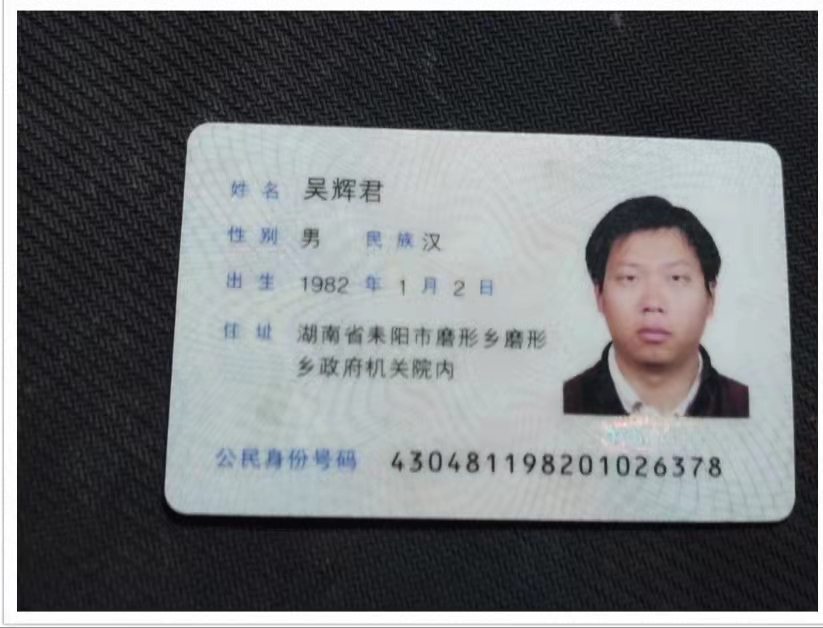 姓名 吴辉君
性别 男 民族 汉
出生 1982 年 1 月 2 日
住址 湖南省耒阳市磨形乡磨形
乡政府机关院内
公民身份号码 430481198201026378